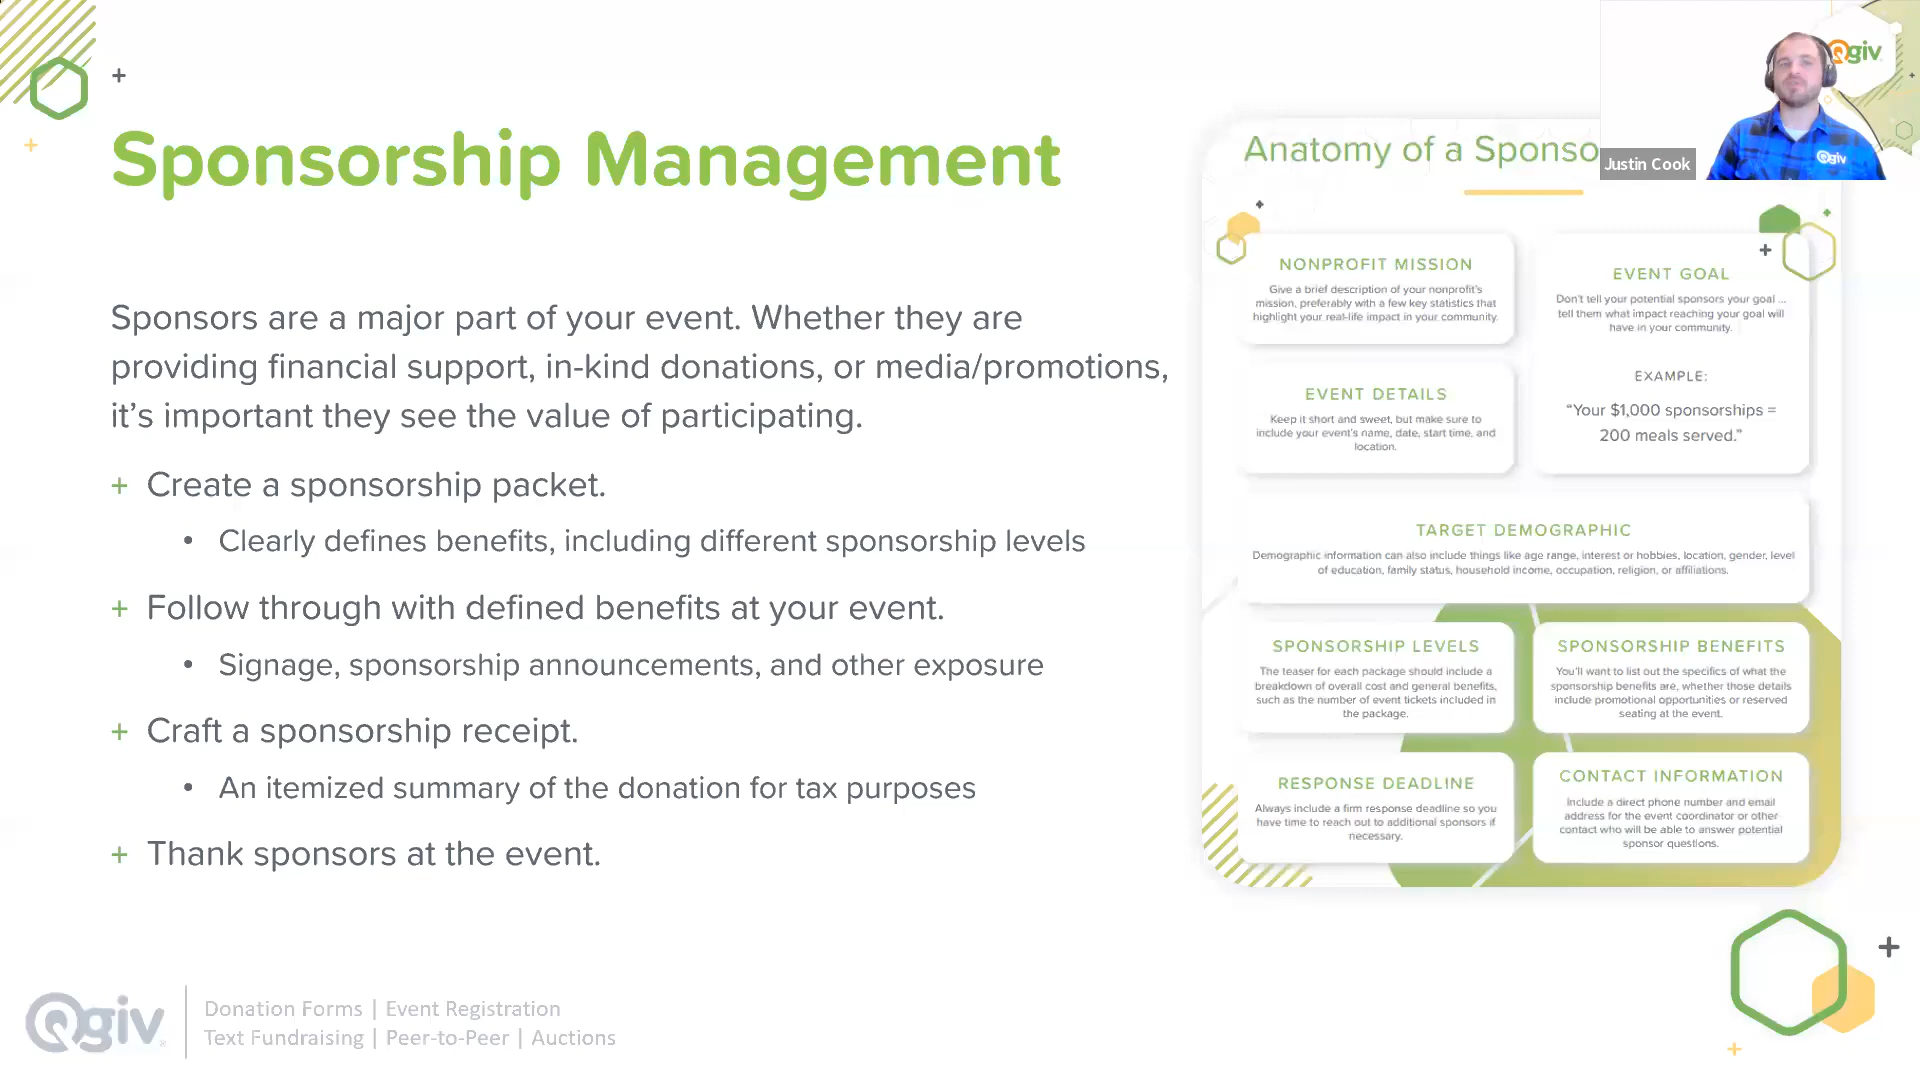 Sponsorship Management
Sponsors are a major part of your event. Whether they are
providing financial support, in-kind donations, or media/promotions,
it's important they see the value of participating.
+ Create a sponsorship packet.
• Clearly defines benefits, including different sponsorship levels
+ Follow through with defined benefits at your event.
• Signage, sponsorship announcements, and other exposure
+ Craft a sponsorship receipt.
• An itemized summary of the donation for tax purposes
+ Thank sponsors at the event.
Anatomy of a Sponso
NONPROFIT MISSION
Give a brief description of your nonprofit's
mission, preferably with a few key statistics that
highlight your real-life impact in your community.
EVENT GOAL
Don't tell your potential sponsors your goal ...
tell them what impact reaching your goal will
have in your community.
EXAMPLE:
"Your $1,000 sponsorships =
200 meals served."
EVENT DETAILS
Keep it short and sweet, but make sure to
include your event's name, date, start time, and
location.
TARGET DEMOGRAPHIC
Demographic information can also include things like age range, interest or hobbies, location, gender, level
of education, family status, household income, occupation, religion, or affiliations.
SPONSORSHIP LEVELS
The teaser for each package should include a
breakdown of overall cost and general benefits,
such as the number of event tickets included in
the package.
SPONSORSHIP BENEFITS
You'll want to list out the specifics of what the
sponsorship benefits are, whether those details
include promotional opportunities or reserved
seating at the event.
RESPONSE DEADLINE
Always include a firm response deadline so you
have time to reach out to additional sponsors if
necessary.
CONTACT INFORMATION
Include a direct phone number and email
address for the event coordinator or other
contact who will be able to answer potential
sponsor questions.
Qgiv
Qgiv
Justin Cook
Qgiv
Donation Forms | Event Registration
Text Fundraising | Peer-to-Peer | Auctions